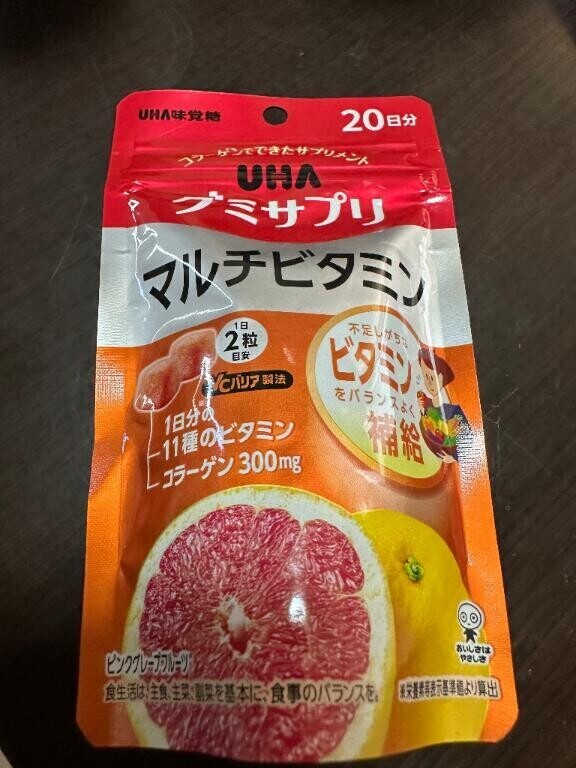 UHA味覚糖
20日分
コラーゲンでできたサプリメント
UHA
グミサプリ
マルチビタミン
1日
2粒
目安
VCバリア製法
1日分の
11種のビタミン
コラーゲン 300mg
不足しがちな
ビタミン
をバランスよく
補給
ピンクグレープフルーツ
おいしさは
やさしさ
食生活は、主食、主菜、副菜を基本に、食事のバランスを。
※栄養素等表示基準値より算出